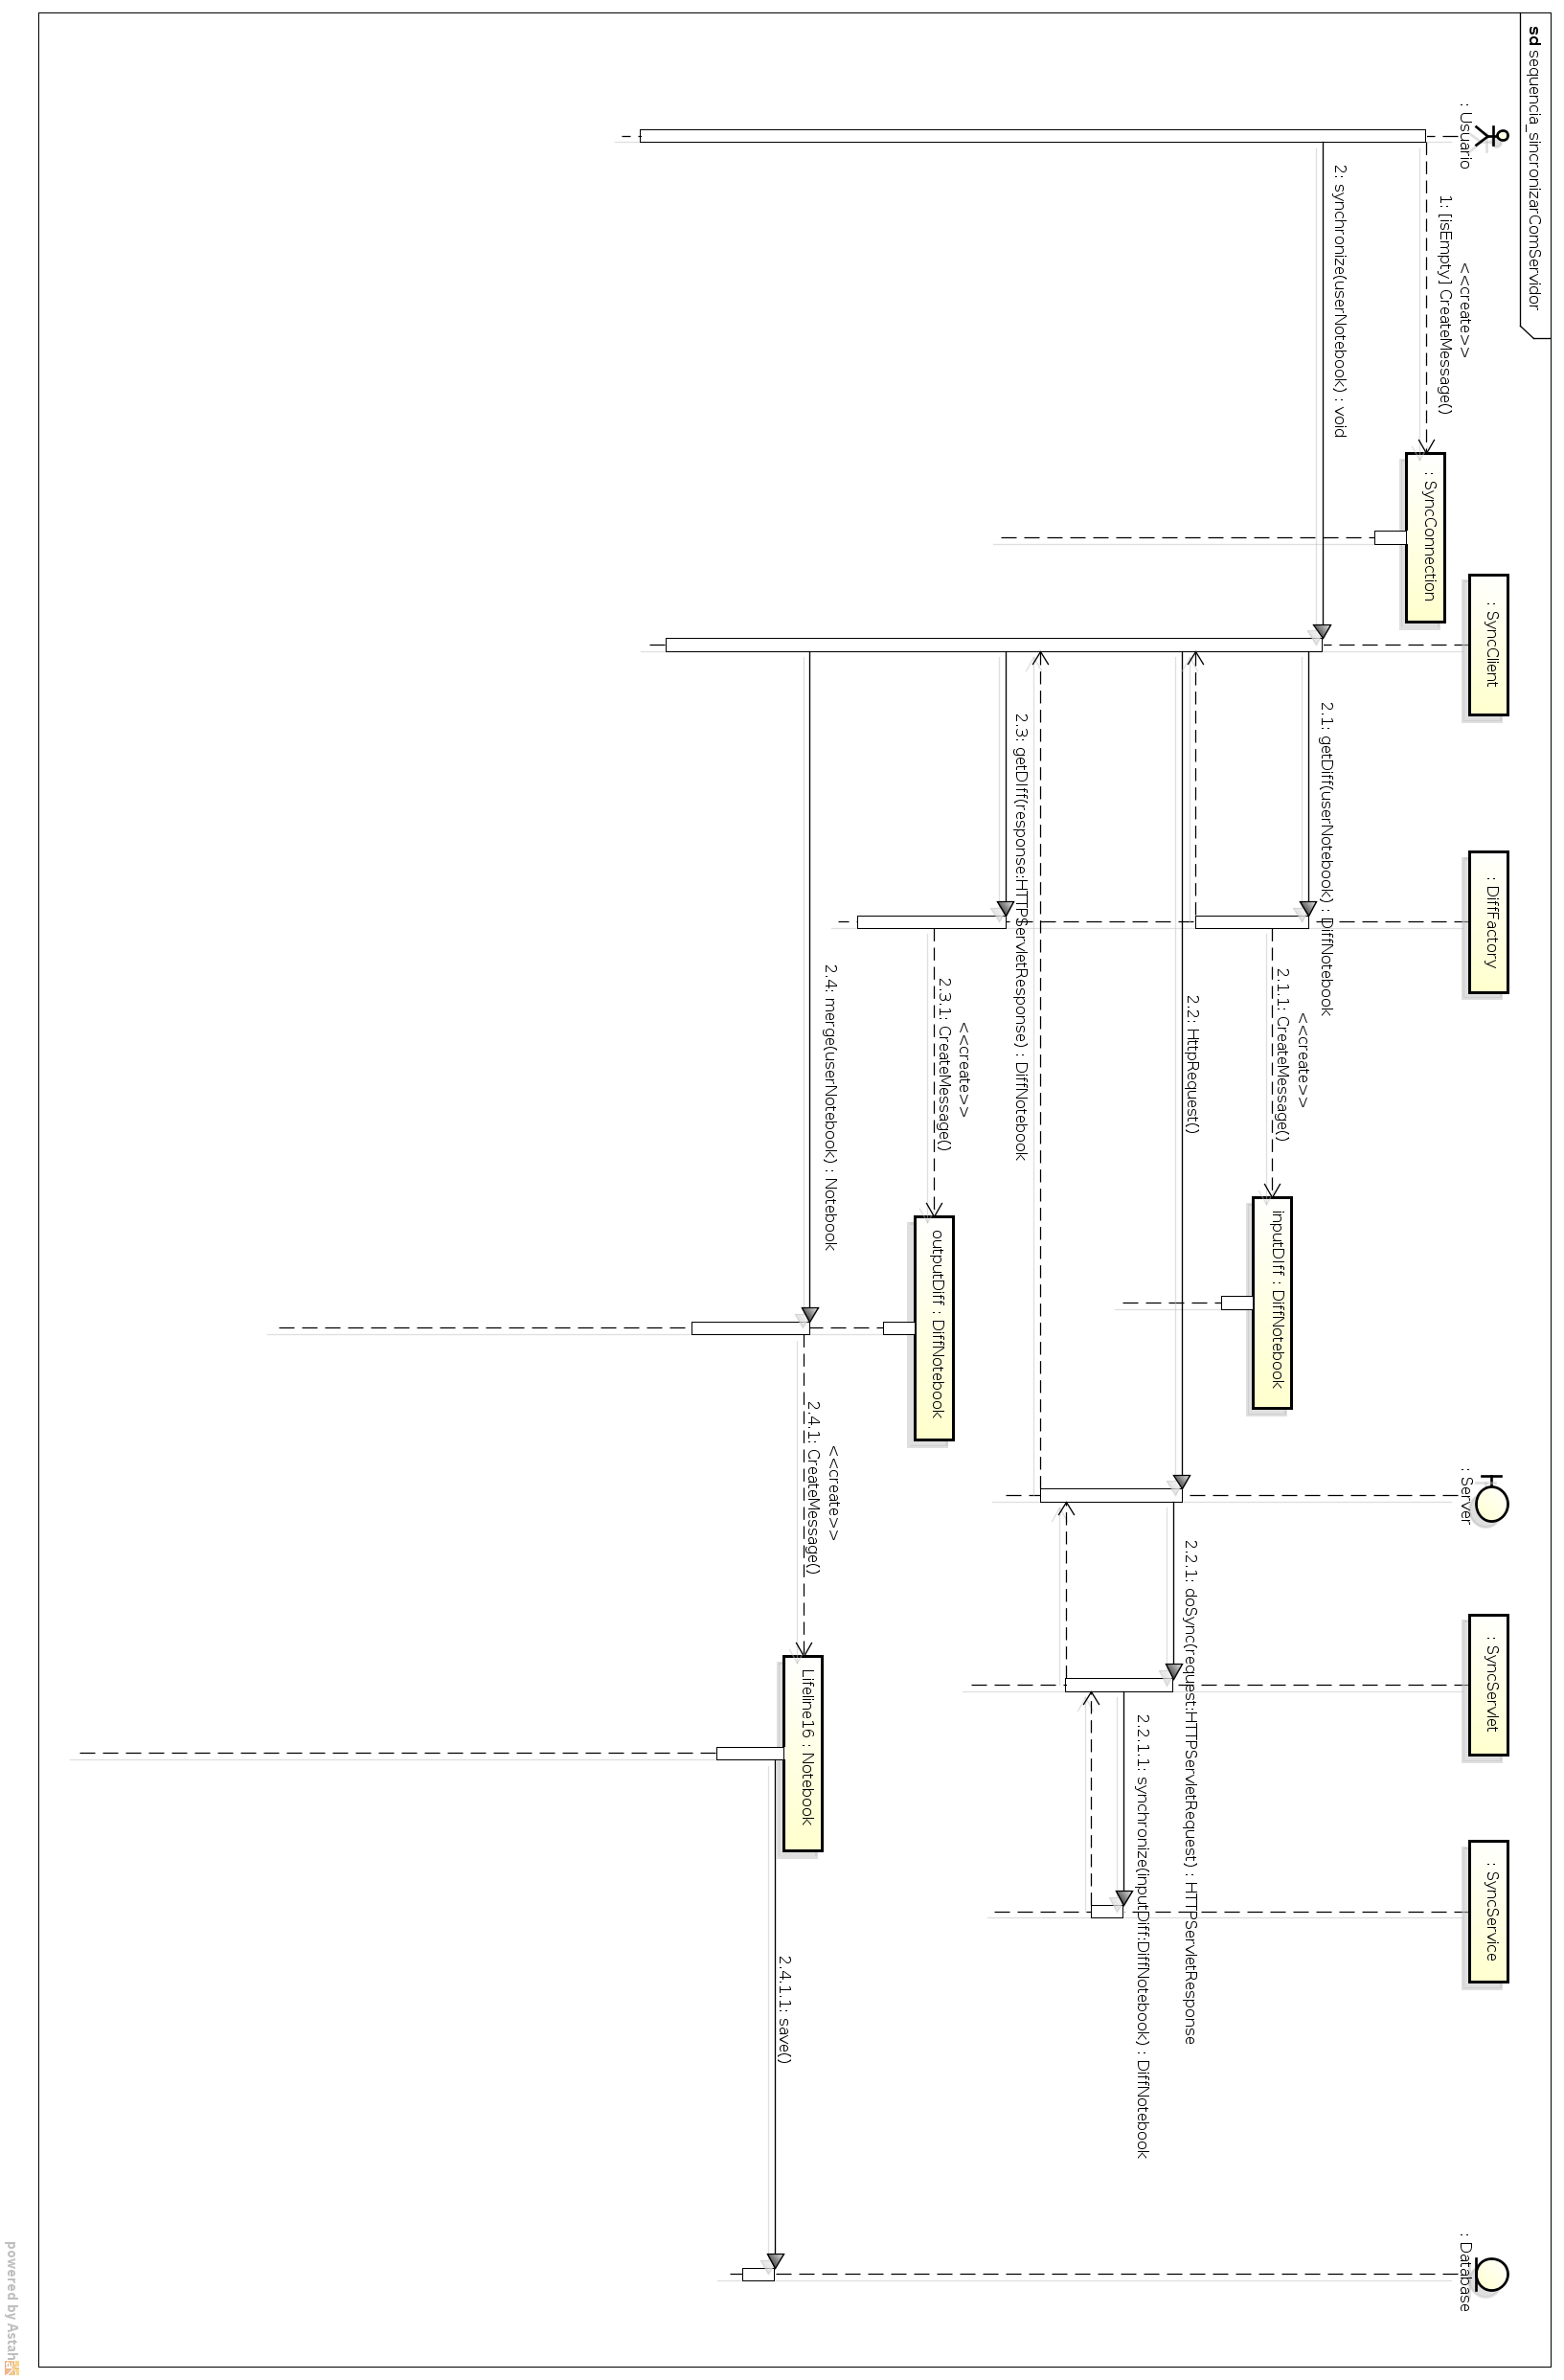 sd sequencia_sincronizarComServidor
: Usuario
: SyncClient
: DiffFactory
: Server
: SyncServlet
: SyncService
: Database
<<create>>
1: [isEmpty] CreateMessage()
: SyncConnection
2: synchronize(userNotebook) : void
2.1: getDiff(userNotebook) : DiffNotebook
<<create>>
2.1.1: CreateMessage()
inputDIff : DiffNotebook
2.2: HttpRequest()
2.2.1: doSync(request:HTTPServletRequest) : HTTPServletResponse
2.2.1.1: synchronize(inputDiff:DiffNotebook) : DiffNotebook
2.3: getDIff(response:HTTPServletResponse) : DiffNotebook
<<create>>
2.3.1: CreateMessage()
outputDiff : DiffNotebook
2.4: merge(userNotebook) : Notebook
<<create>>
2.4.1: CreateMessage()
Lifeline16 : Notebook
2.4.1.1: save()
powered by Astah